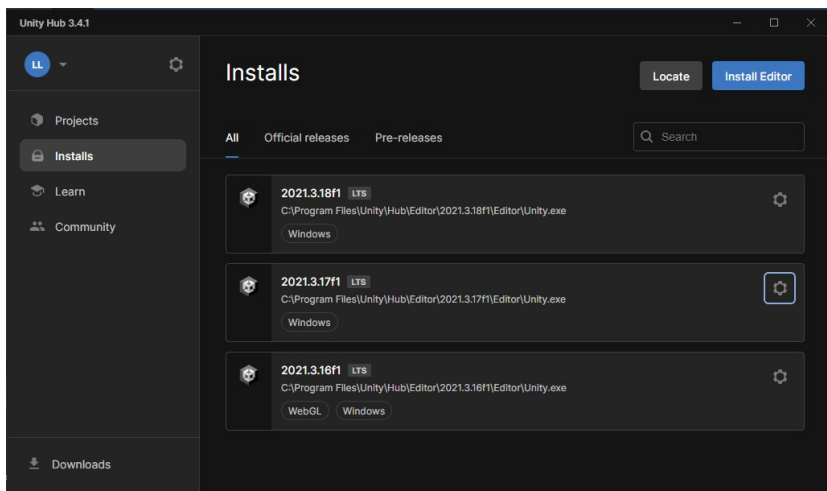 Unity Hub 3.4.1
LL
Projects
Installs
Learn
Community
Downloads
Installs
Locate
Install Editor
All
Official releases
Pre-releases
Search
2021.3.18f1 LTS
C:\Program Files\Unity\Hub\Editor\2021.3.18f1\Editor\Unity.exe
Windows
2021.3.17f1 LTS
C:\Program Files\Unity\Hub\Editor\2021.3.17f1\Editor\Unity.exe
Windows
2021.3.16f1 LTS
C:\Program Files\Unity\Hub\Editor\2021.3.16f1\Editor\Unity.exe
WebGL Windows